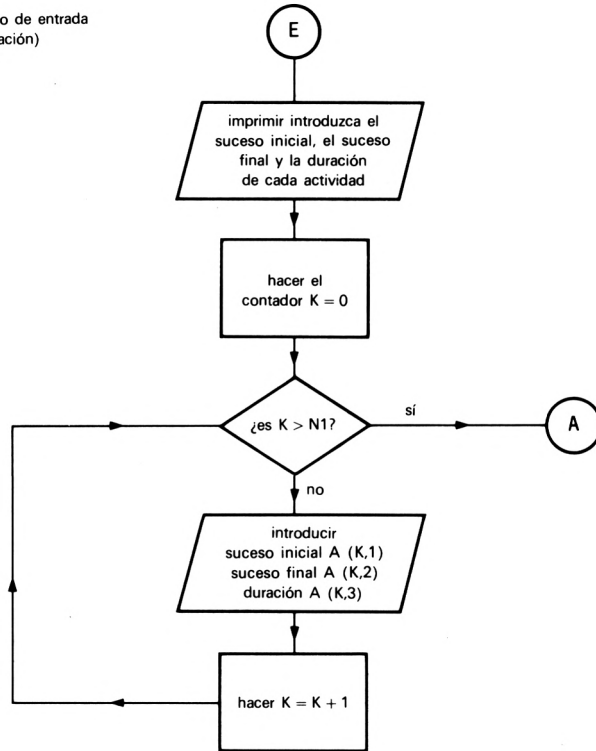 o de entrada
ación)
E
imprimir introduzca el
suceso inicial, el suceso
final y la duración
de cada actividad
hacer el
contador K = 0
¿es K > N1?
sí
A
no
introducir
suceso inicial A (K,1)
suceso final A (K,2)
duración A (K,3)
hacer K = K + 1